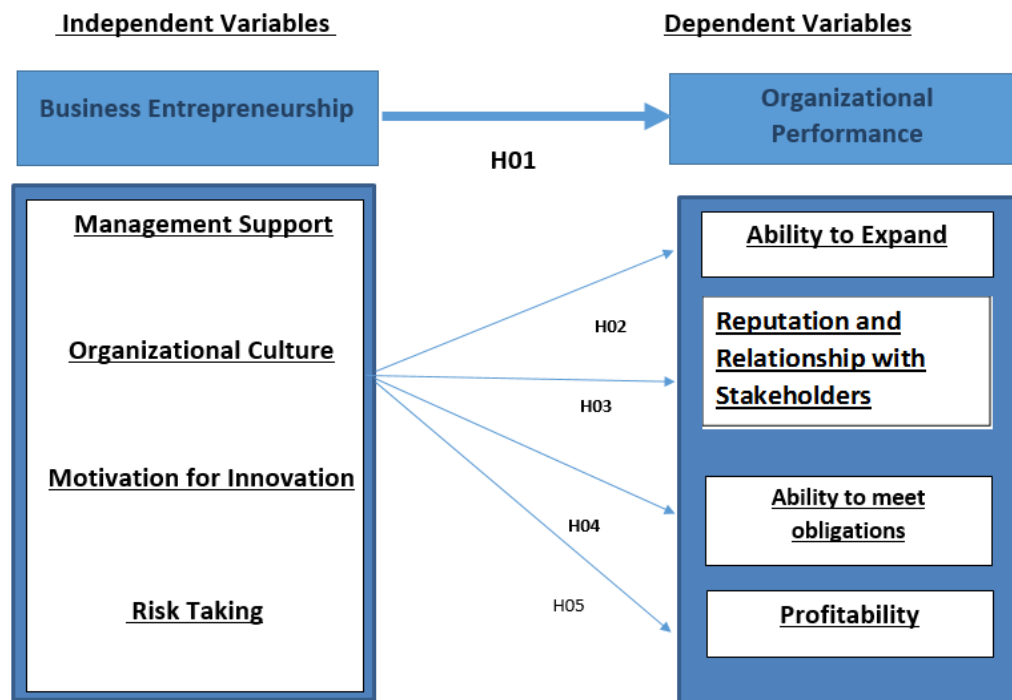 Independent Variables
Dependent Variables
Business Entrepreneurship
Organizational
Performance
H01
Management Support
Organizational Culture
Motivation for Innovation
Risk Taking
H02
H03
H04
H05
Ability to Expand
Reputation and
Relationship with
Stakeholders
Ability to meet
obligations
Profitability